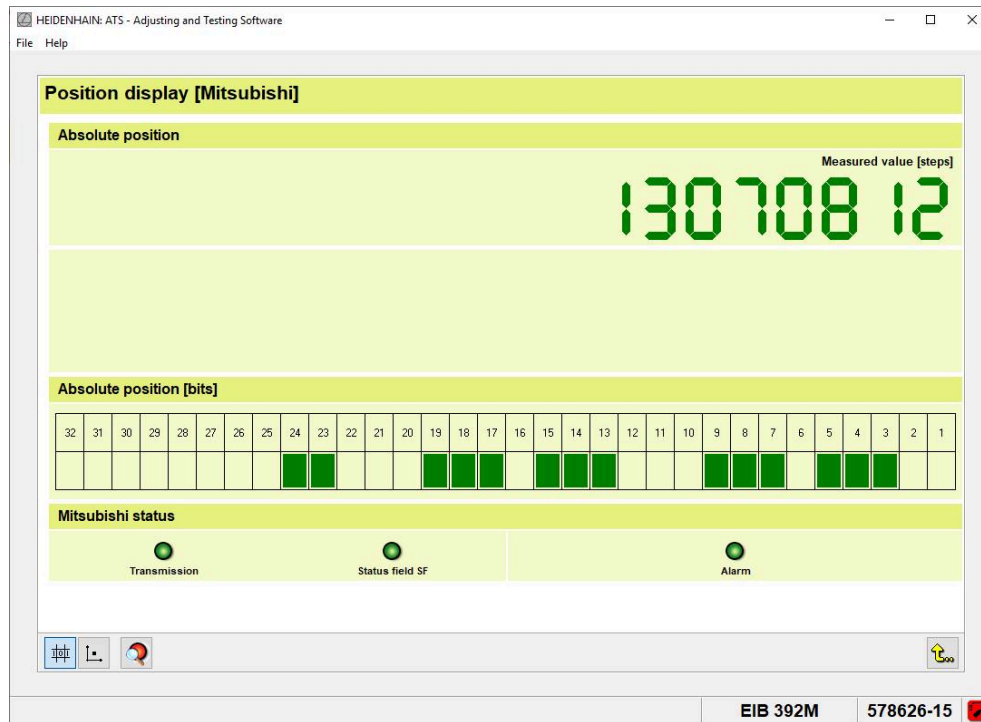 HEIDENHAIN: ATS - Adjusting and Testing Software
File Help
Position display [Mitsubishi]
Absolute position
Measured value [steps]
13070812
Absolute position [bits]
32 31 30 29 28 27 26 25 24 23 22 21 20 19 18 17 16 15 14 13 12 11 10 9 8 7 6 5 4 3 2 1
Mitsubishi status
Transmission Status field SF Alarm
EIB 392M 578626-15